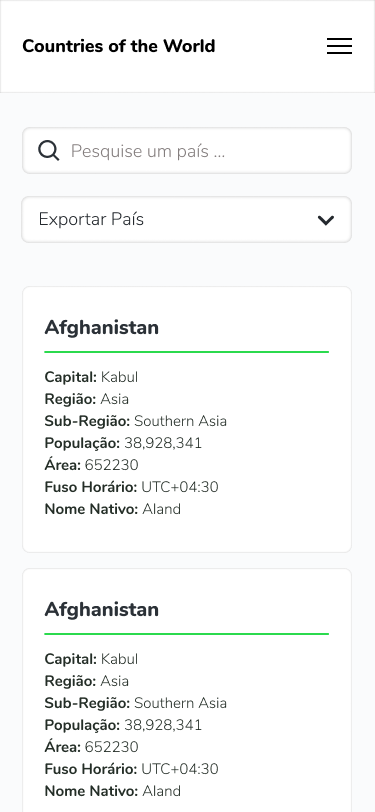 Countries of the World
Pesquise um país ...
Exportar País
Afghanistan
Capital: Kabul
Região: Asia
Sub-Região: Southern Asia
População: 38,928,341
Área: 652230
Fuso Horário: UTC+04:30
Nome Nativo: Aland
Afghanistan
Capital: Kabul
Região: Asia
Sub-Região: Southern Asia
População: 38,928,341
Área: 652230
Fuso Horário: UTC+04:30
Nome Nativo: Aland